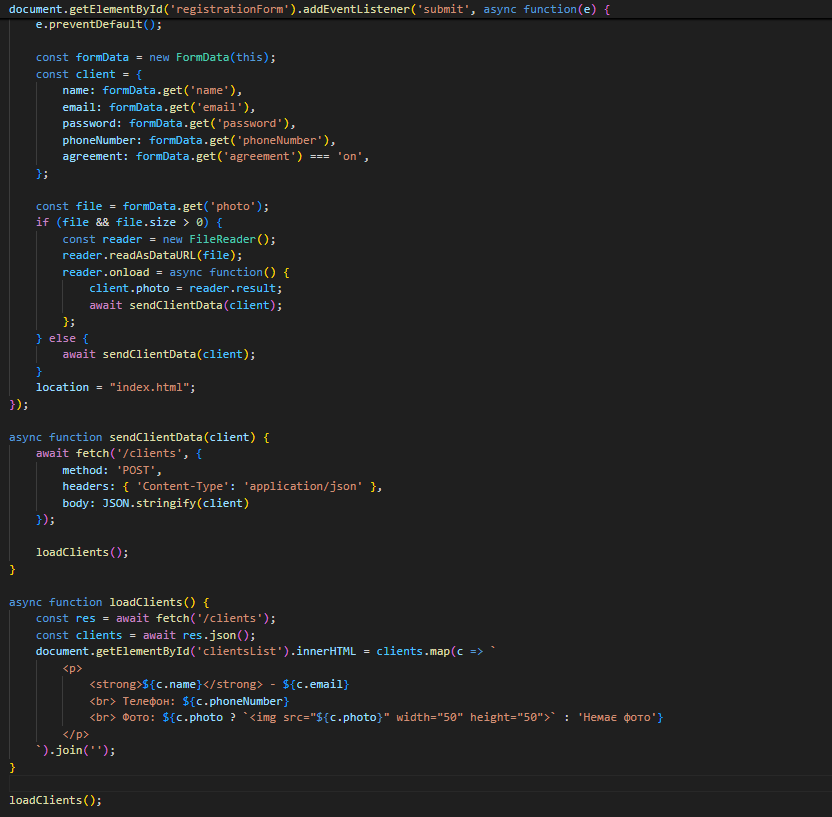 document.getElementById('registrationForm').addEventListener('submit', async function(e) {
    e.preventDefault();

    const formData = new FormData(this);
    const client = {
        name: formData.get('name'),
        email: formData.get('email'),
        password: formData.get('password'),
        phoneNumber: formData.get('phoneNumber'),
        agreement: formData.get('agreement') === 'on',
    };

    const file = formData.get('photo');
    if (file && file.size > 0) {
        const reader = new FileReader();
        reader.readAsDataURL(file);
        reader.onload = async function() {
            client.photo = reader.result;
            await sendClientData(client);
        };
    } else {
        await sendClientData(client);
    }
    location = "index.html";
});

async function sendClientData(client) {
    await fetch('/clients', {
        method: 'POST',
        headers: { 'Content-Type': 'application/json' },
        body: JSON.stringify(client)
    });

    loadClients();
}

async function loadClients() {
    const res = await fetch('/clients');
    const clients = await res.json();
    document.getElementById('clientsList').innerHTML = clients.map(c => `
        <p>
            <strong>${c.name}</strong> - ${c.email}
            <br> Телефон: ${c.phoneNumber}
            <br> Фото: ${c.photo ? `<img src="${c.photo}" width="50" height="50">` : 'Немає фото'}
        </p>
    `).join('');
}

loadClients();